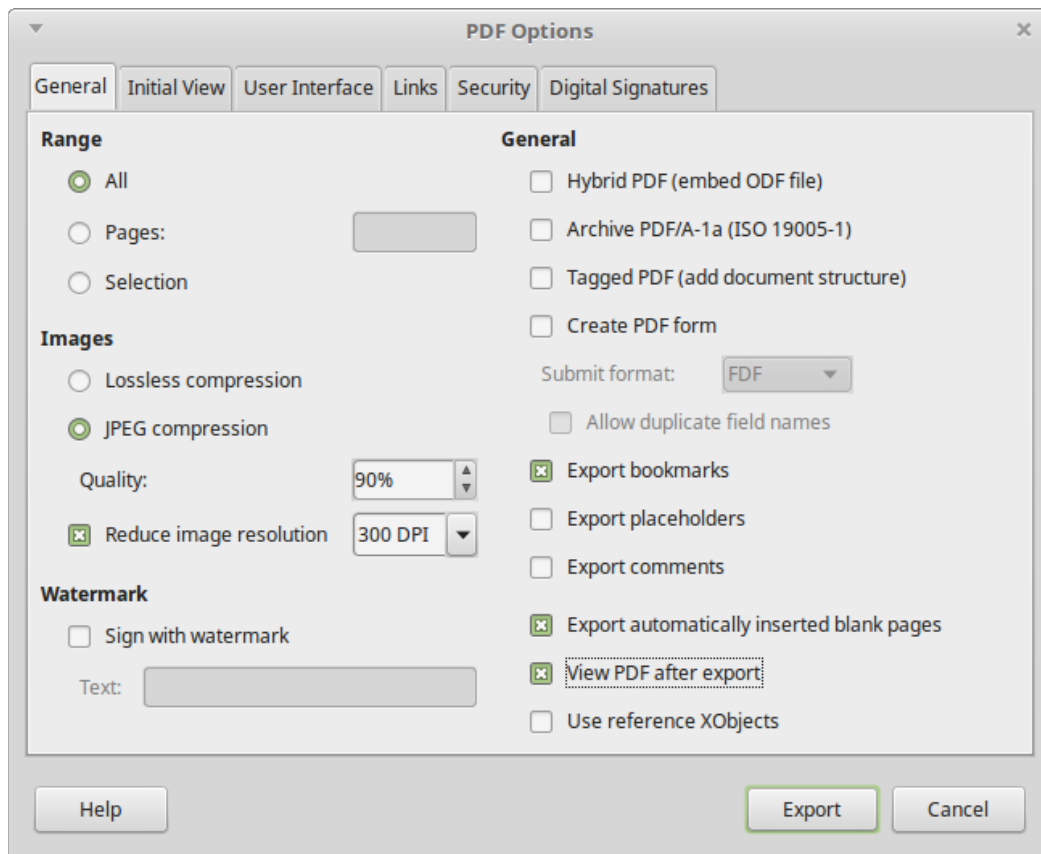 PDF Options
General
Initial View
User Interface
Links
Security
Digital Signatures
Range
All
Pages:
Selection
Images
Lossless compression
JPEG compression
Quality:
90%
Reduce image resolution
300 DPI
Watermark
Sign with watermark
Text:
General
Hybrid PDF (embed ODF file)
Archive PDF/A-1a (ISO 19005-1)
Tagged PDF (add document structure)
Create PDF form
Submit format:
FDF
Allow duplicate field names
Export bookmarks
Export placeholders
Export comments
Export automatically inserted blank pages
View PDF after export
Use reference XObjects
Help
Export
Cancel